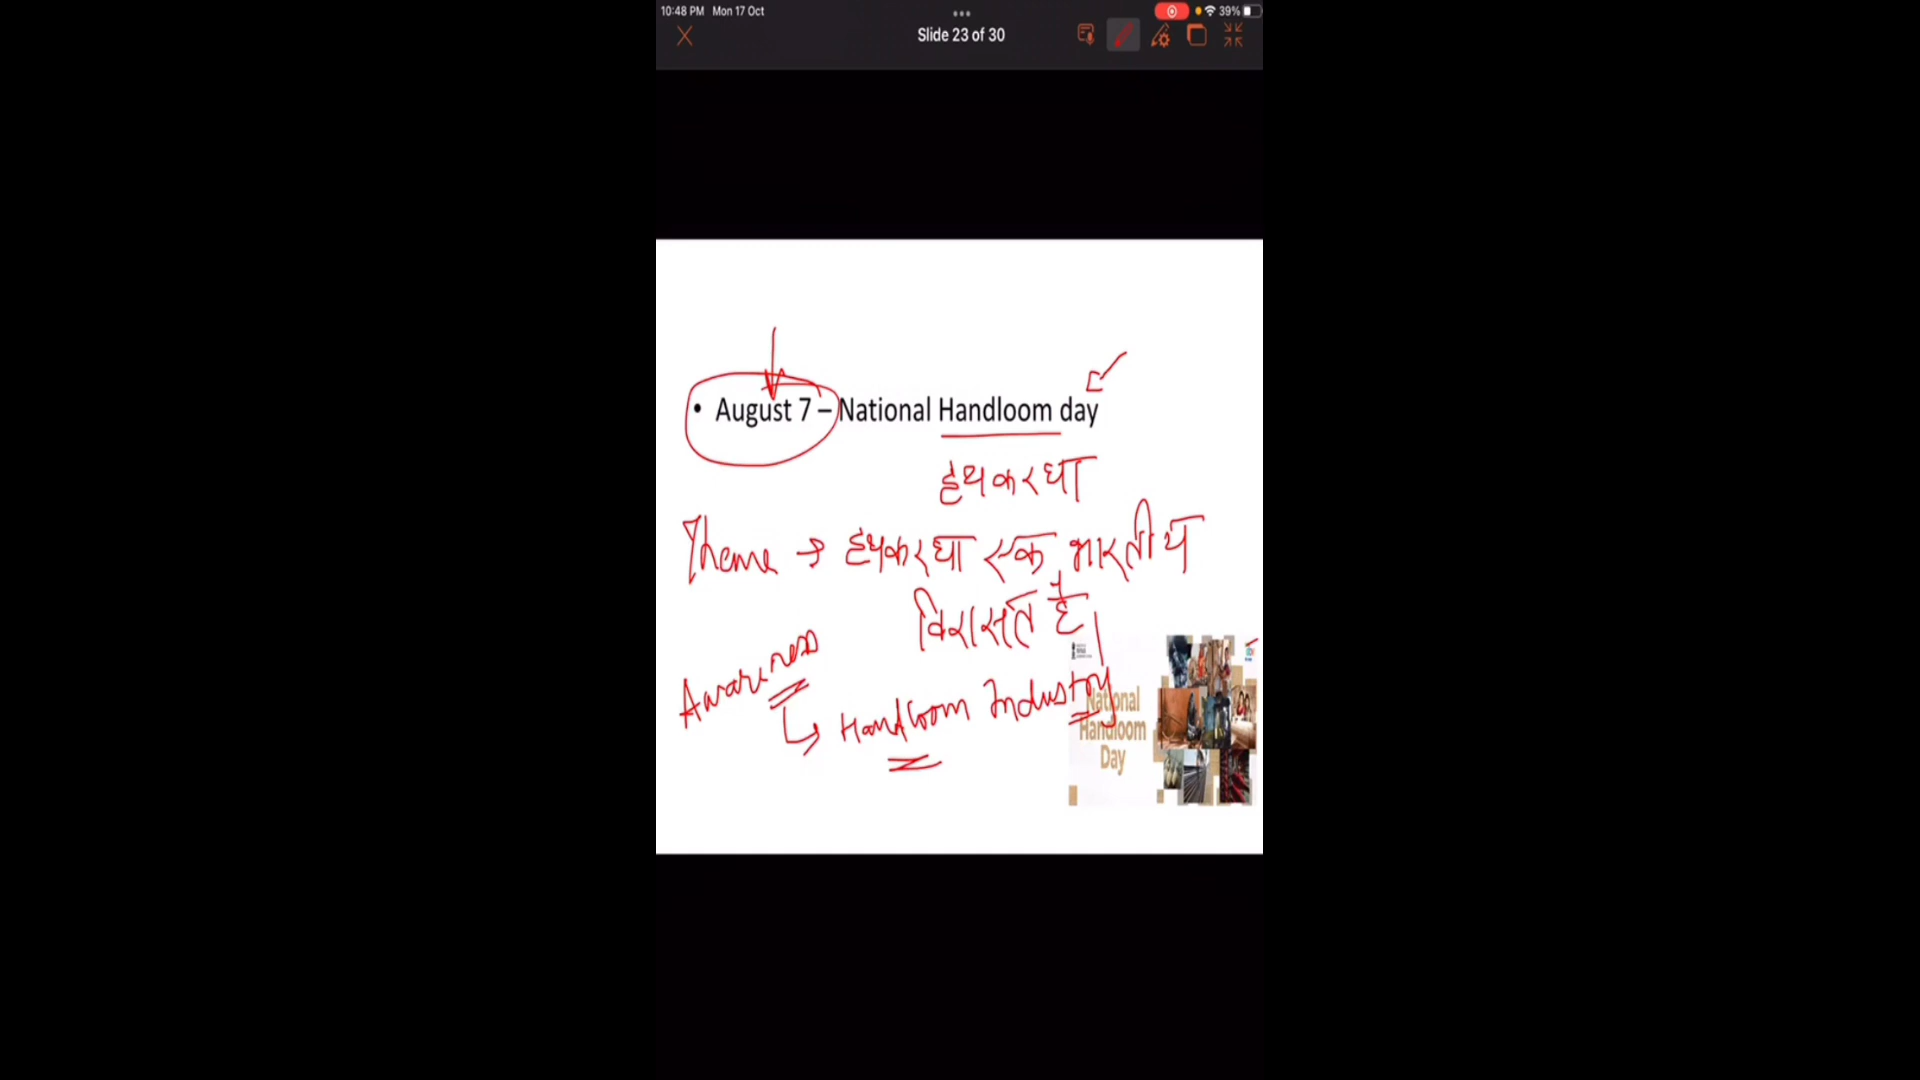 10:48 PM Mon 17 Oct
39%
Slide 23 of 30
• August 7 – National Handloom day
हथकरघा
Theme → हथकरघा एक भारतीय
विरासत है।
Awareness
Handloom Industry
National
Handloom
Day